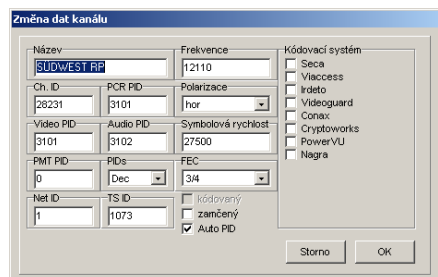 Změna dat kanálu
Název
SÜDWEST RP
Frekvence
12110
Kódovací systém
Seca
Viaccess
Irdeto
Videoguard
Conax
Cryptoworks
PowerVU
Nagra
Ch. ID
28231
PCR PID
3101
Polarizace
hor
Video PID
3101
Audio PID
3102
Symbolová rychlost
27500
PMT PID
0
PIDs
Dec
FEC
3/4
Net ID
1
TS ID
1073
kódovaný
zamčený
Auto PID
Storno
OK